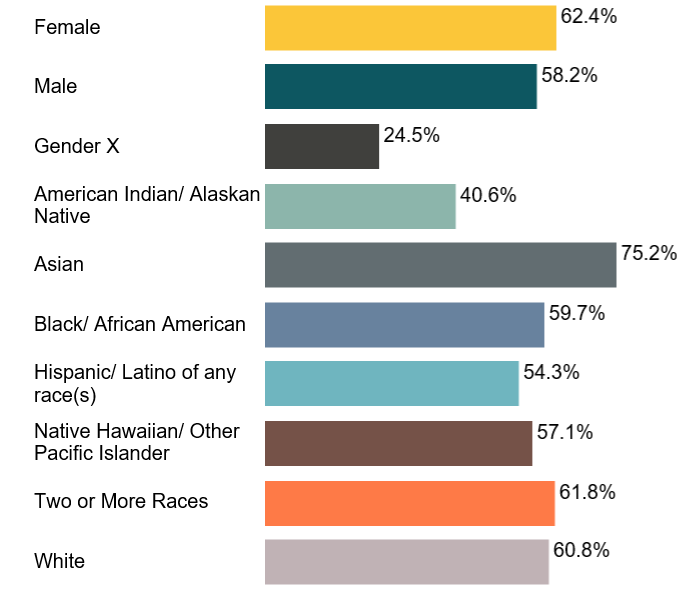 Female 62.4%
Male 58.2%
Gender X 24.5%
American Indian/ Alaskan 40.6%
Native
Asian 75.2%
Black/ African American 59.7%
Hispanic/ Latino of any 54.3%
race(s)
Native Hawaiian/ Other 57.1%
Pacific Islander
Two or More Races 61.8%
White 60.8%